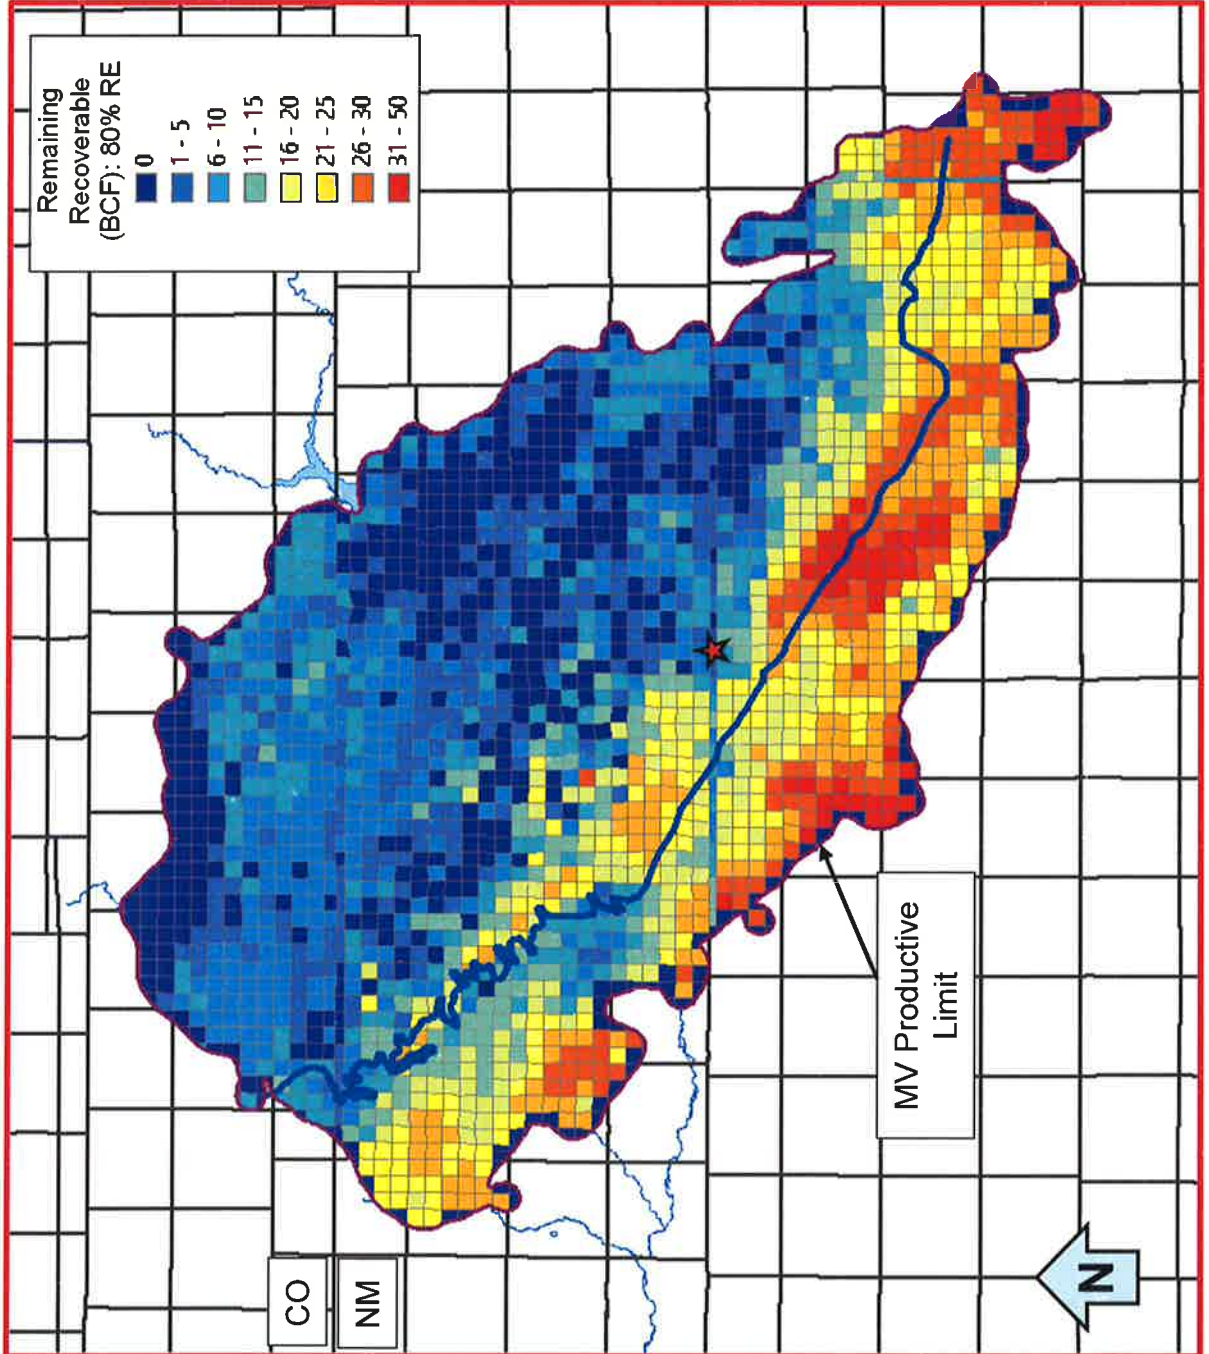 Remaining
Recoverable
(BCF): 80% RE
0
1 - 5
6 - 10
11 - 15
16 - 20
21 - 25
26 - 30
31 - 50
CO
NM
MV Productive
Limit
N